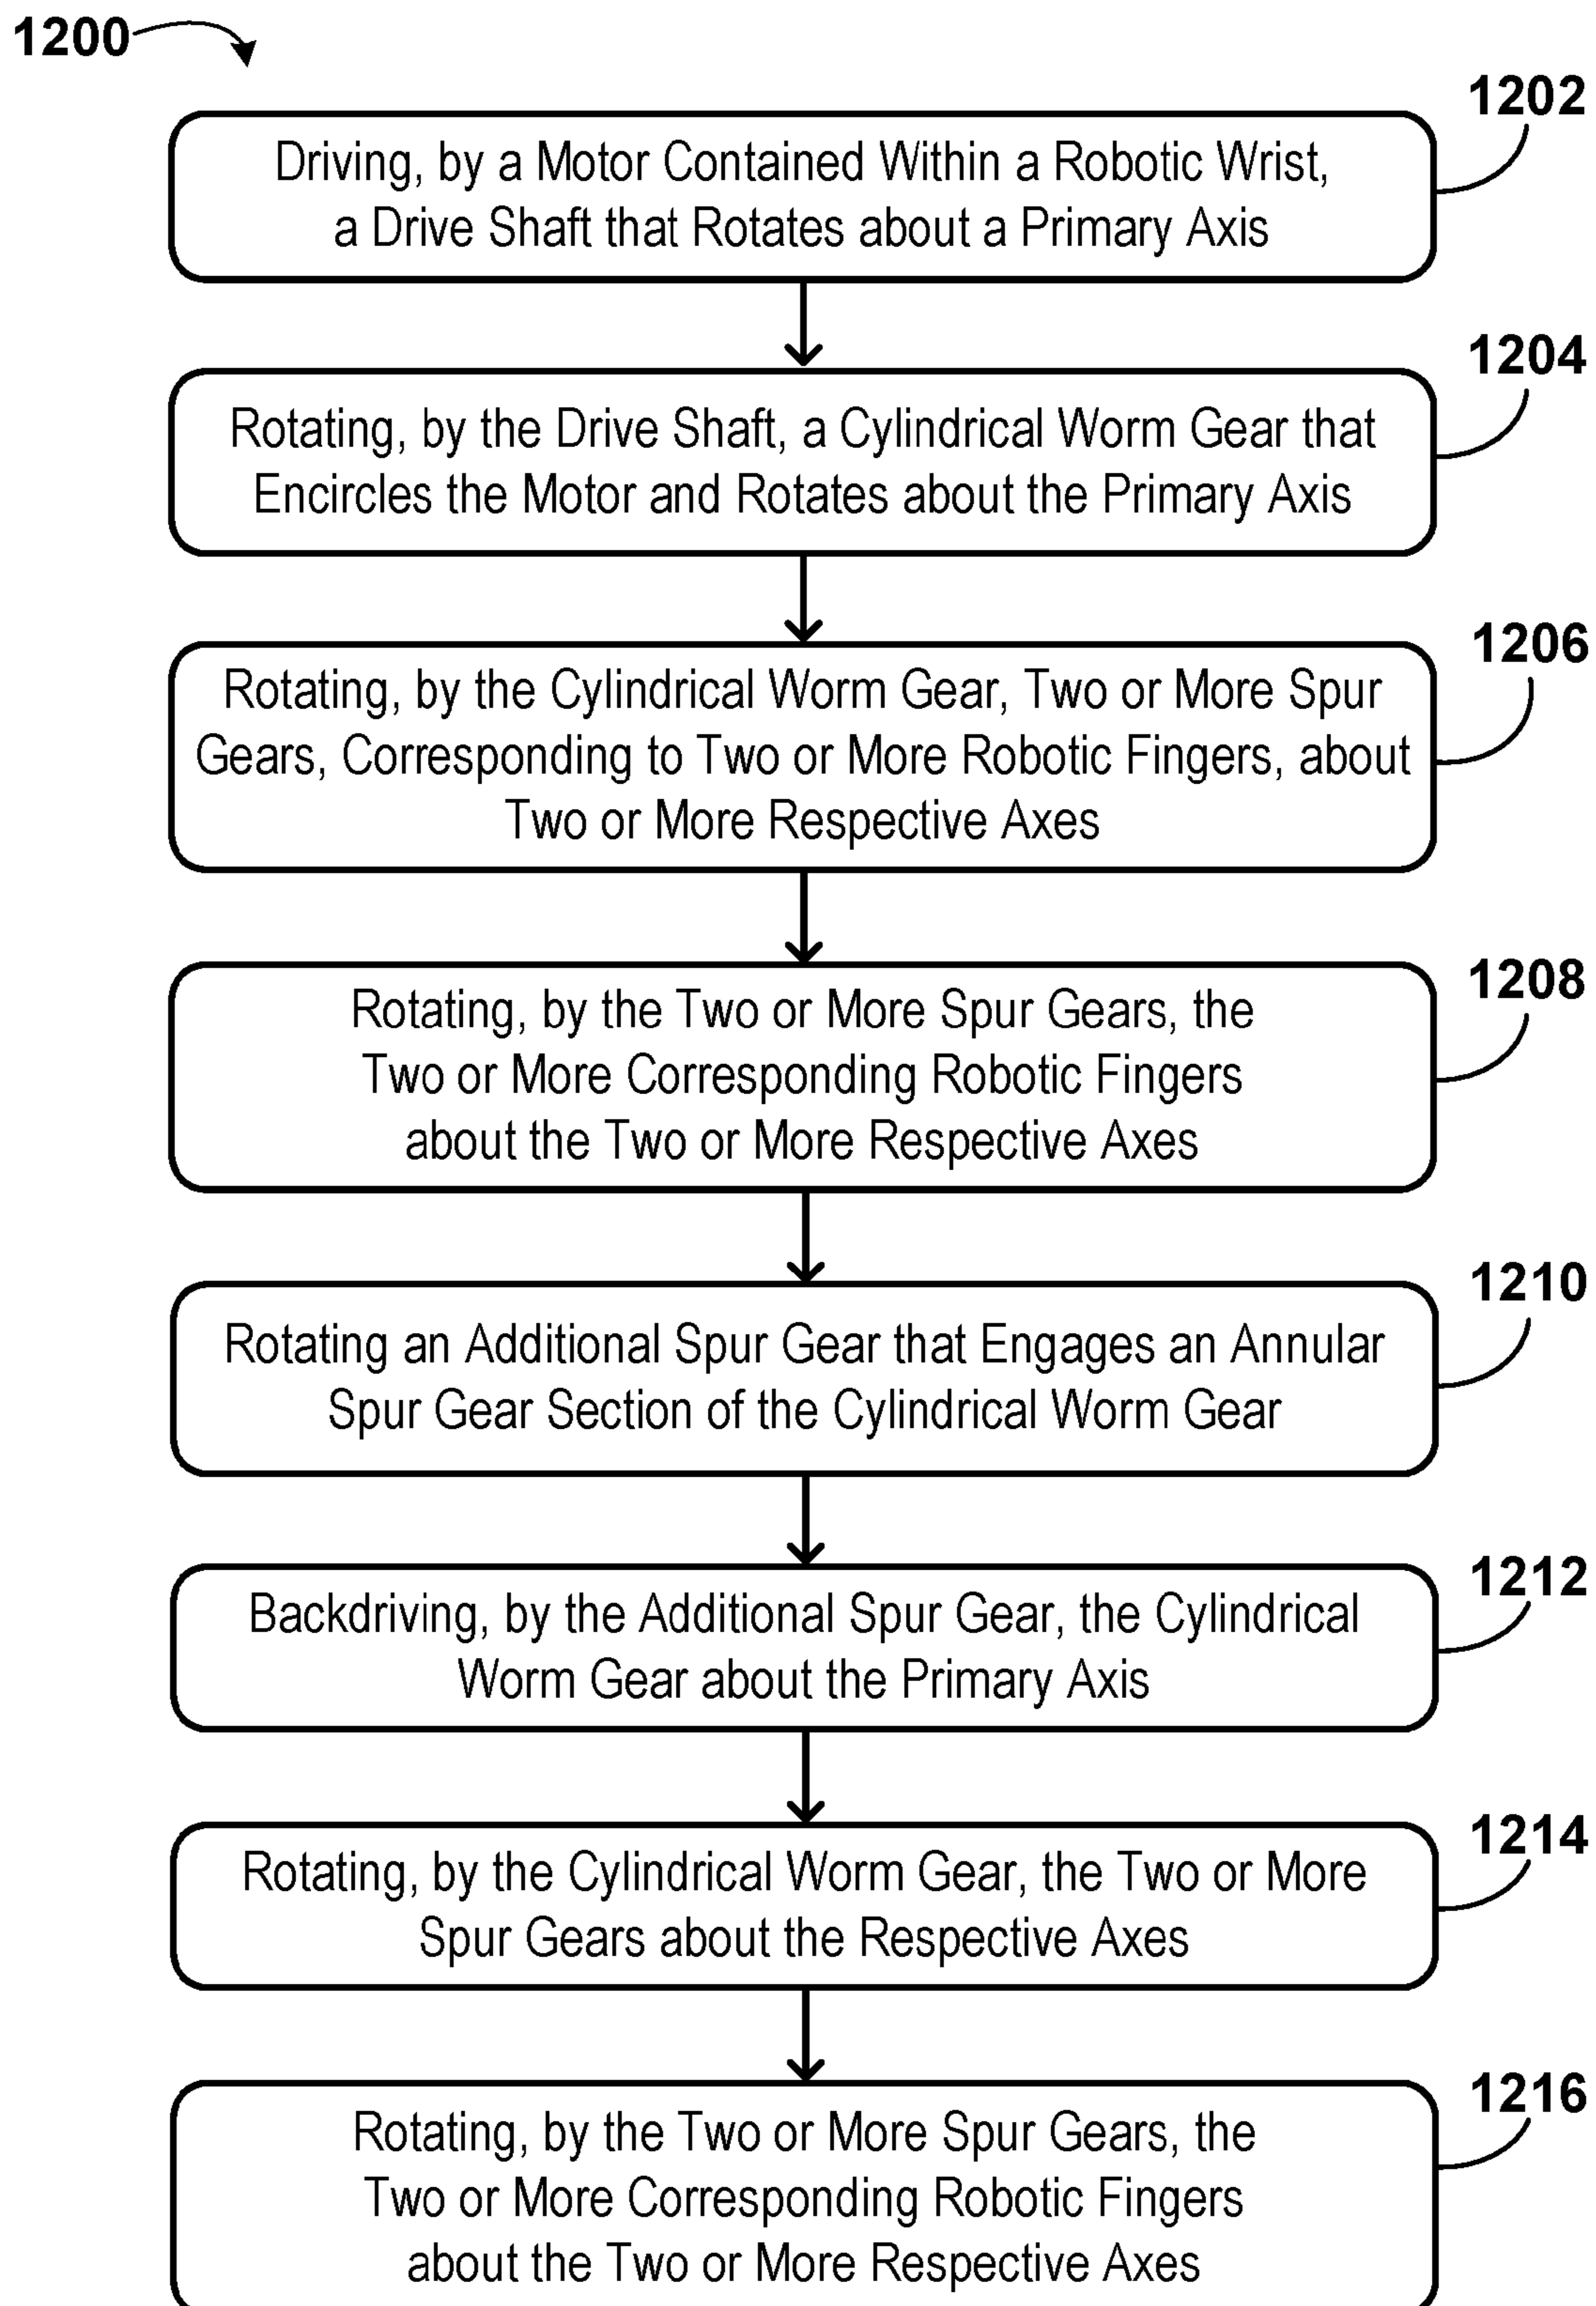 1200
1202
Driving, by a Motor Contained Within a Robotic Wrist,
a Drive Shaft that Rotates about a Primary Axis
1204
Rotating, by the Drive Shaft, a Cylindrical Worm Gear that
Encircles the Motor and Rotates about the Primary Axis
1206
Rotating, by the Cylindrical Worm Gear, Two or More Spur
Gears, Corresponding to Two or More Robotic Fingers, about
Two or More Respective Axes
1208
Rotating, by the Two or More Spur Gears, the
Two or More Corresponding Robotic Fingers
about the Two or More Respective Axes
1210
Rotating an Additional Spur Gear that Engages an Annular
Spur Gear Section of the Cylindrical Worm Gear
1212
Backdriving, by the Additional Spur Gear, the Cylindrical
Worm Gear about the Primary Axis
1214
Rotating, by the Cylindrical Worm Gear, the Two or More
Spur Gears about the Respective Axes
1216
Rotating, by the Two or More Spur Gears, the
Two or More Corresponding Robotic Fingers
about the Two or More Respective Axes